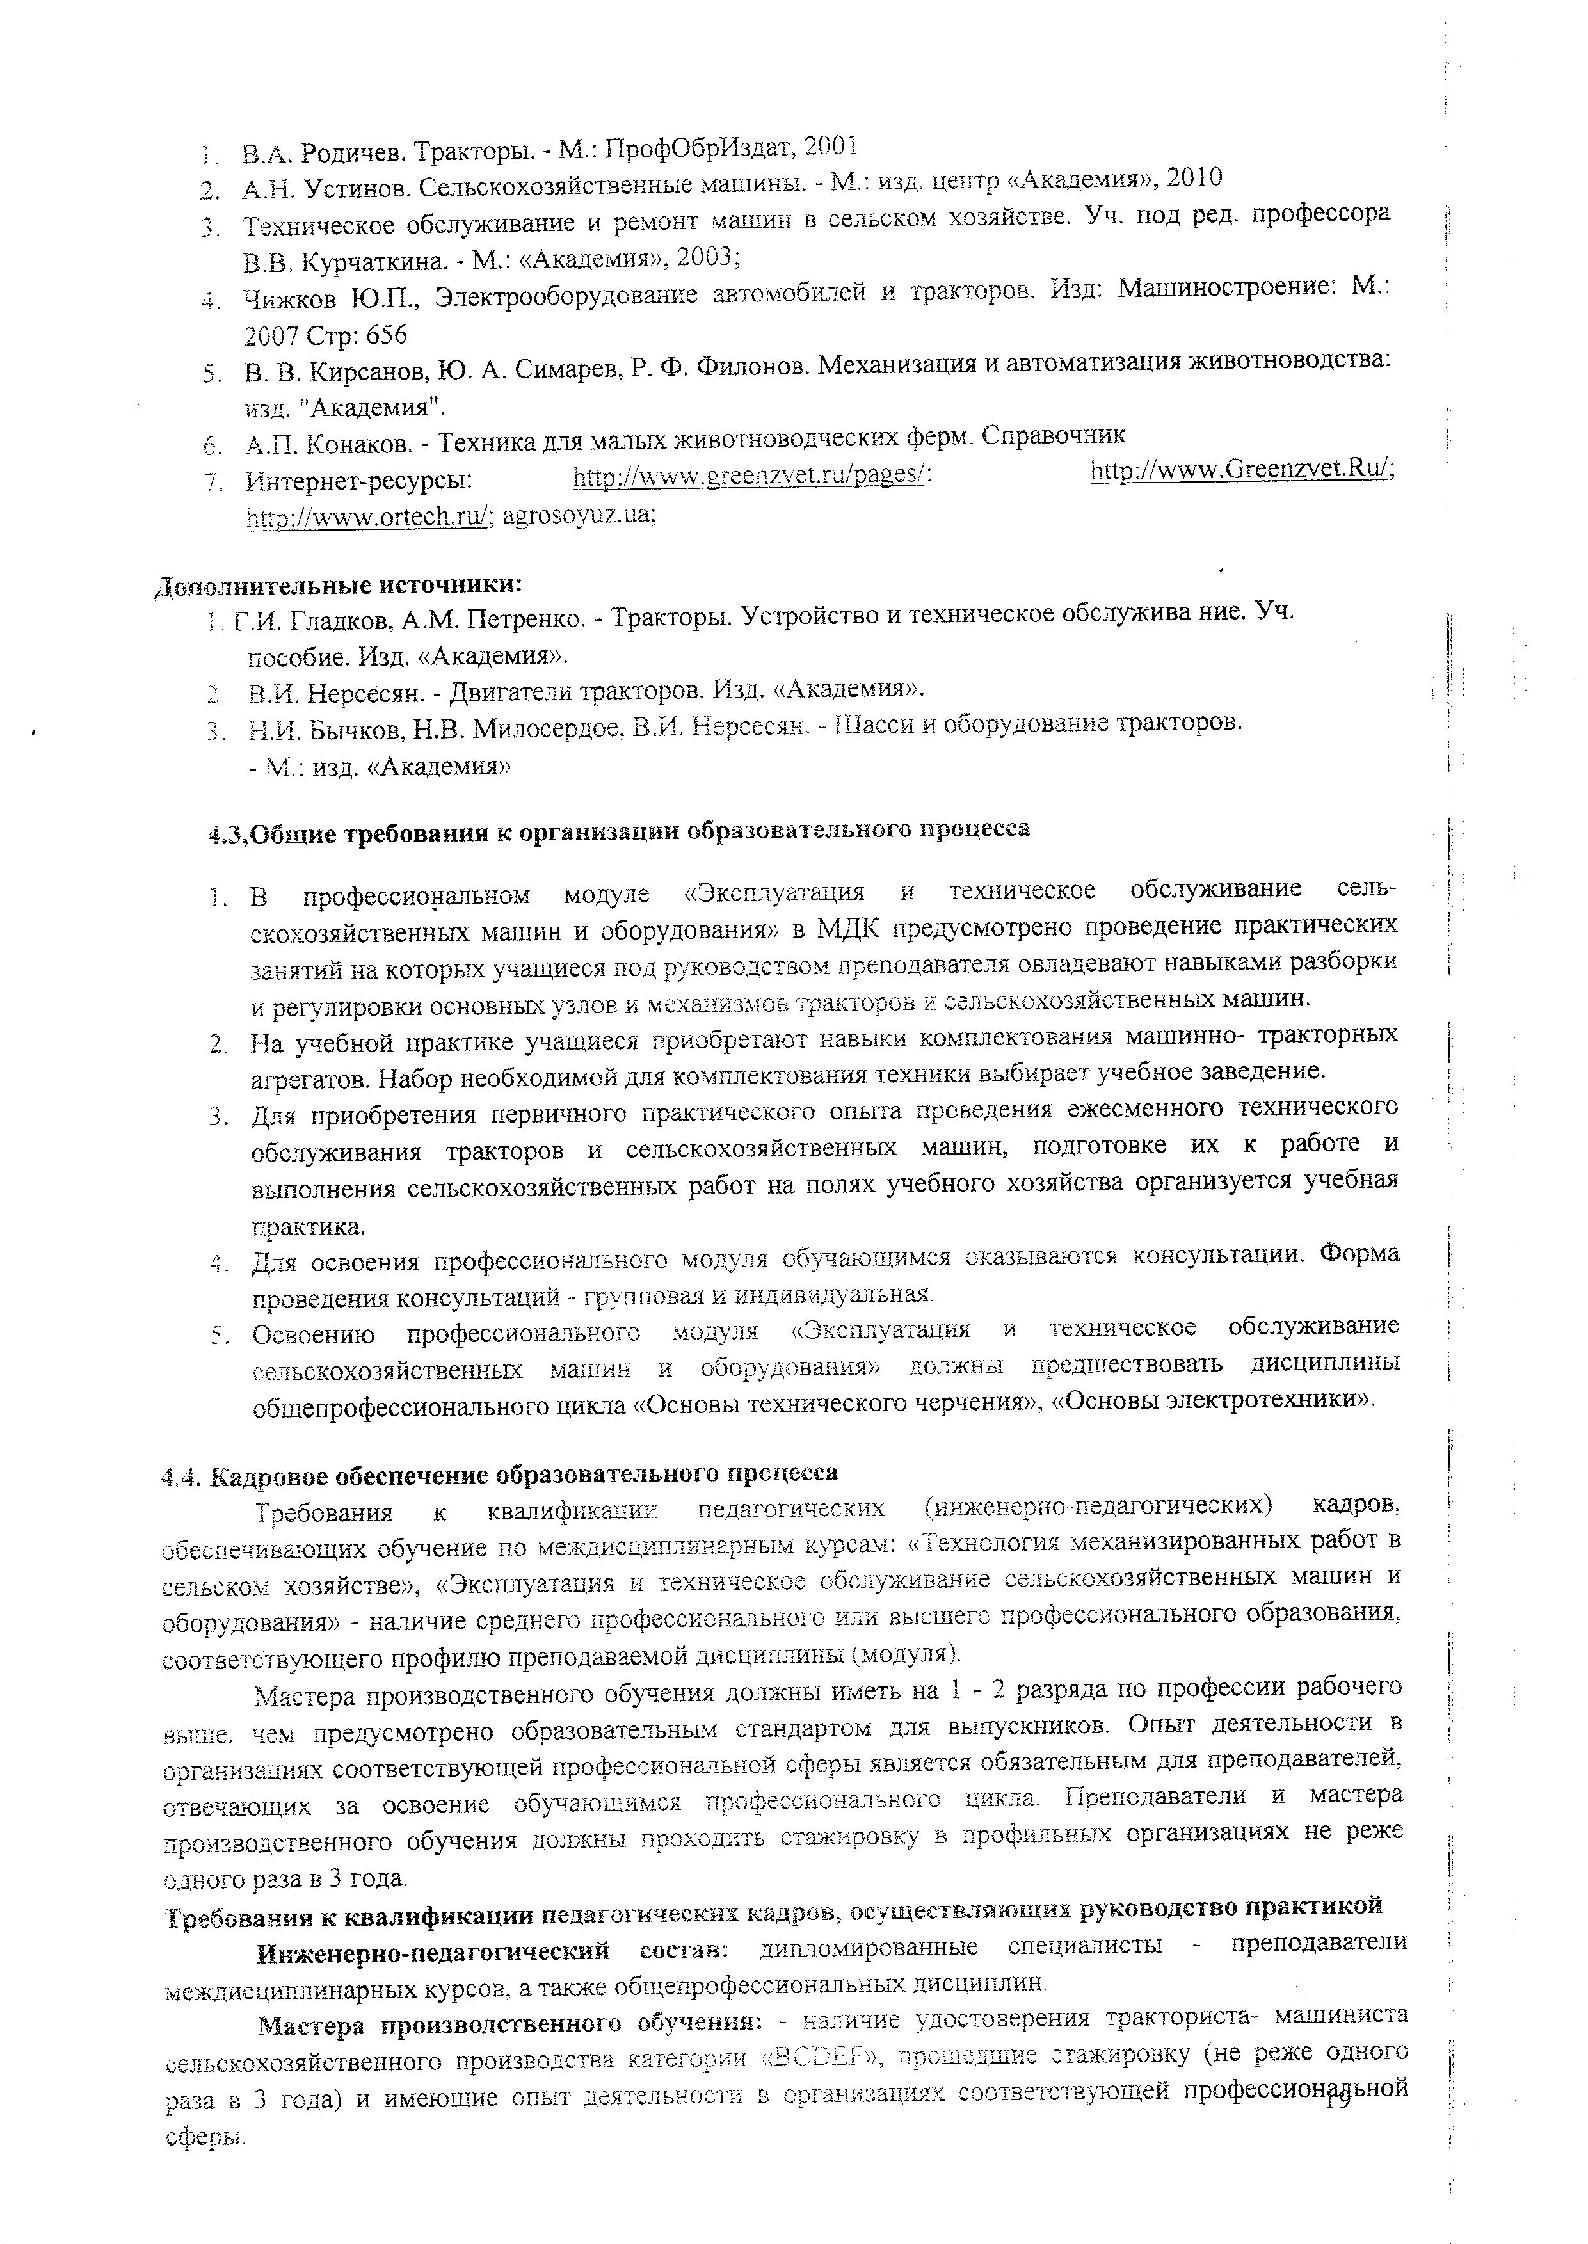 1. В.А. Родичев. Тракторы. - М.: ПрофОбрИздат, 2001
2. А.Н. Устинов. Сельскохозяйственные машины. - М.: изд. центр «Академия», 2010
3. Техническое обслуживание и ремонт машин в сельском хозяйстве. Уч. под ред. профессора
В.В. Курчаткина. - М.: «Академия», 2003;
4. Чижков Ю.П., Электрооборудование автомобилей и тракторов. Изд: Машиностроение: М.:
2007 Стр: 656
5. В. В. Кирсанов, Ю. А. Симарев, Р. Ф. Филонов. Механизация и автоматизация животноводства:
изд. "Академия".
6. А.П. Конаков. - Техника для малых животноводческих ферм. Справочник
7. Интернет-ресурсы: http://www.greenzvet.ru/pages/: http://www.Greenzvet.Ru/;
http://www.ortech.ru/; agrosoyuz.ua;
Дополнительные источники:
1. Г.И. Гладков, А.М. Петренко. - Тракторы. Устройство и техническое обслужива ние. Уч.
пособие. Изд. «Академия».
2 В.И. Нерсесян. - Двигатели тракторов. Изд. «Академия».
3. Н.И. Бычков, Н.В. Милосердое, В.И. Нерсесян. - Шасси и оборудование тракторов.
- М.: изд. «Академия»
4.3,Общие требования к организации образовательного процесса
1. В профессиональном модуле «Эксплуатация и техническое обслуживание сель-
скохозяйственных машин и оборудования» в МДК предусмотрено проведение практических
занятий на которых учащиеся под руководством преподавателя овладевают навыками разборки
и регулировки основных узлов и механизмов тракторов и сельскохозяйственных машин.
2. На учебной практике учащиеся приобретают навыки комплектования машинно- тракторных
агрегатов. Набор необходимой для комплектования техники выбирает учебное заведение.
3. Для приобретения первичного практического опыта проведения ежесменного технического
обслуживания тракторов и сельскохозяйственных машин, подготовке их к работе и
выполнения сельскохозяйственных работ на полях учебного хозяйства организуется учебная
практика.
4. Для освоения профессионального модуля обучающимся оказываются консультации. Форма
проведения консультаций - групповая и индивидуальная.
5. Освоению профессионального модуля «Эксплуатация и техническое обслуживание
сельскохозяйственных машин и оборудования» должны предшествовать дисциплины
общепрофессионального цикла «Основы технического черчения», «Основы электротехники».
4.4. Кадровое обеспечение образовательного процесса
Требования к квалификации педагогических (инженерно-педагогических) кадров,
обеспечивающих обучение по междисциплинарным курсам: «Технология механизированных работ в
сельском хозяйстве», «Эксплуатация и техническое обслуживание сельскохозяйственных машин и
оборудования» - наличие среднего профессионального или высшего профессионального образования,
соответствующего профилю преподаваемой дисциплины (модуля).
Мастера производственного обучения должны иметь на 1 - 2 разряда по профессии рабочего
выше, чем предусмотрено образовательным стандартом для выпускников. Опыт деятельности в
организациях соответствующей профессиональной сферы является обязательным для преподавателей,
отвечающих за освоение обучающимся профессионального цикла. Преподаватели и мастера
производственного обучения должны проходить стажировку в профильных организациях не реже
одного раза в 3 года.
Требования к квалификации педагогических кадров, осуществляющих руководство практикой
Инженерно-педагогический состав: дипломированные специалисты - преподаватели
междисциплинарных курсов, а также общепрофессиональных дисциплин.
Мастера производственного обучения: - наличие удостоверения тракториста- машиниста
сельскохозяйственного производства категории «BCDEF», прошедшие стажировку (не реже одного
раза в 3 года) и имеющие опыт деятельности в организациях соответствующей профессиональной
сферы.